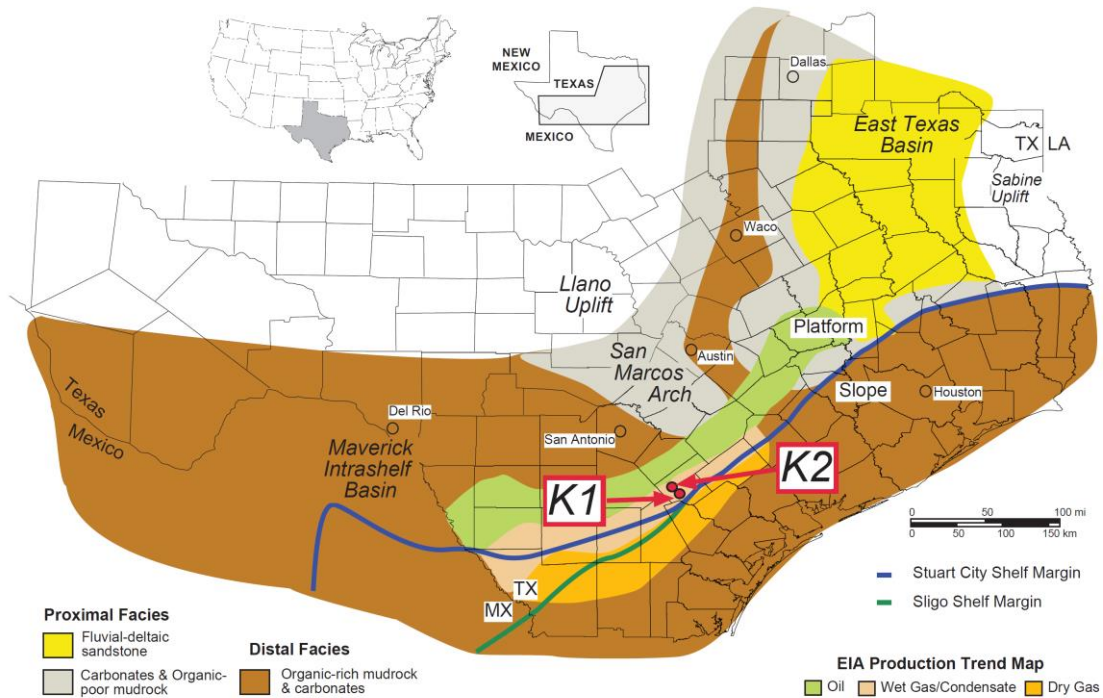 NEW
MEXICO
TEXAS
MEXICO
Dallas
East Texas
Basin
TX
LA
Sabine
Uplift
Waco
Llano
Uplift
Platform
San
Marcos
Arch
Austin
Slope
Houston
Texas
Mexico
Del Rio
San Antonio
Maverick
Intrashelf
Basin
K1
K2
0 50 100 mi
0 50 100 150 km
TX
MX
Stuart City Shelf Margin
Sligo Shelf Margin
Proximal Facies
Fluvial-deltaic
sandstone
Carbonates & Organic-
poor mudrock
Distal Facies
Organic-rich mudrock
& carbonates
EIA Production Trend Map
Oil
Wet Gas/Condensate
Dry Gas